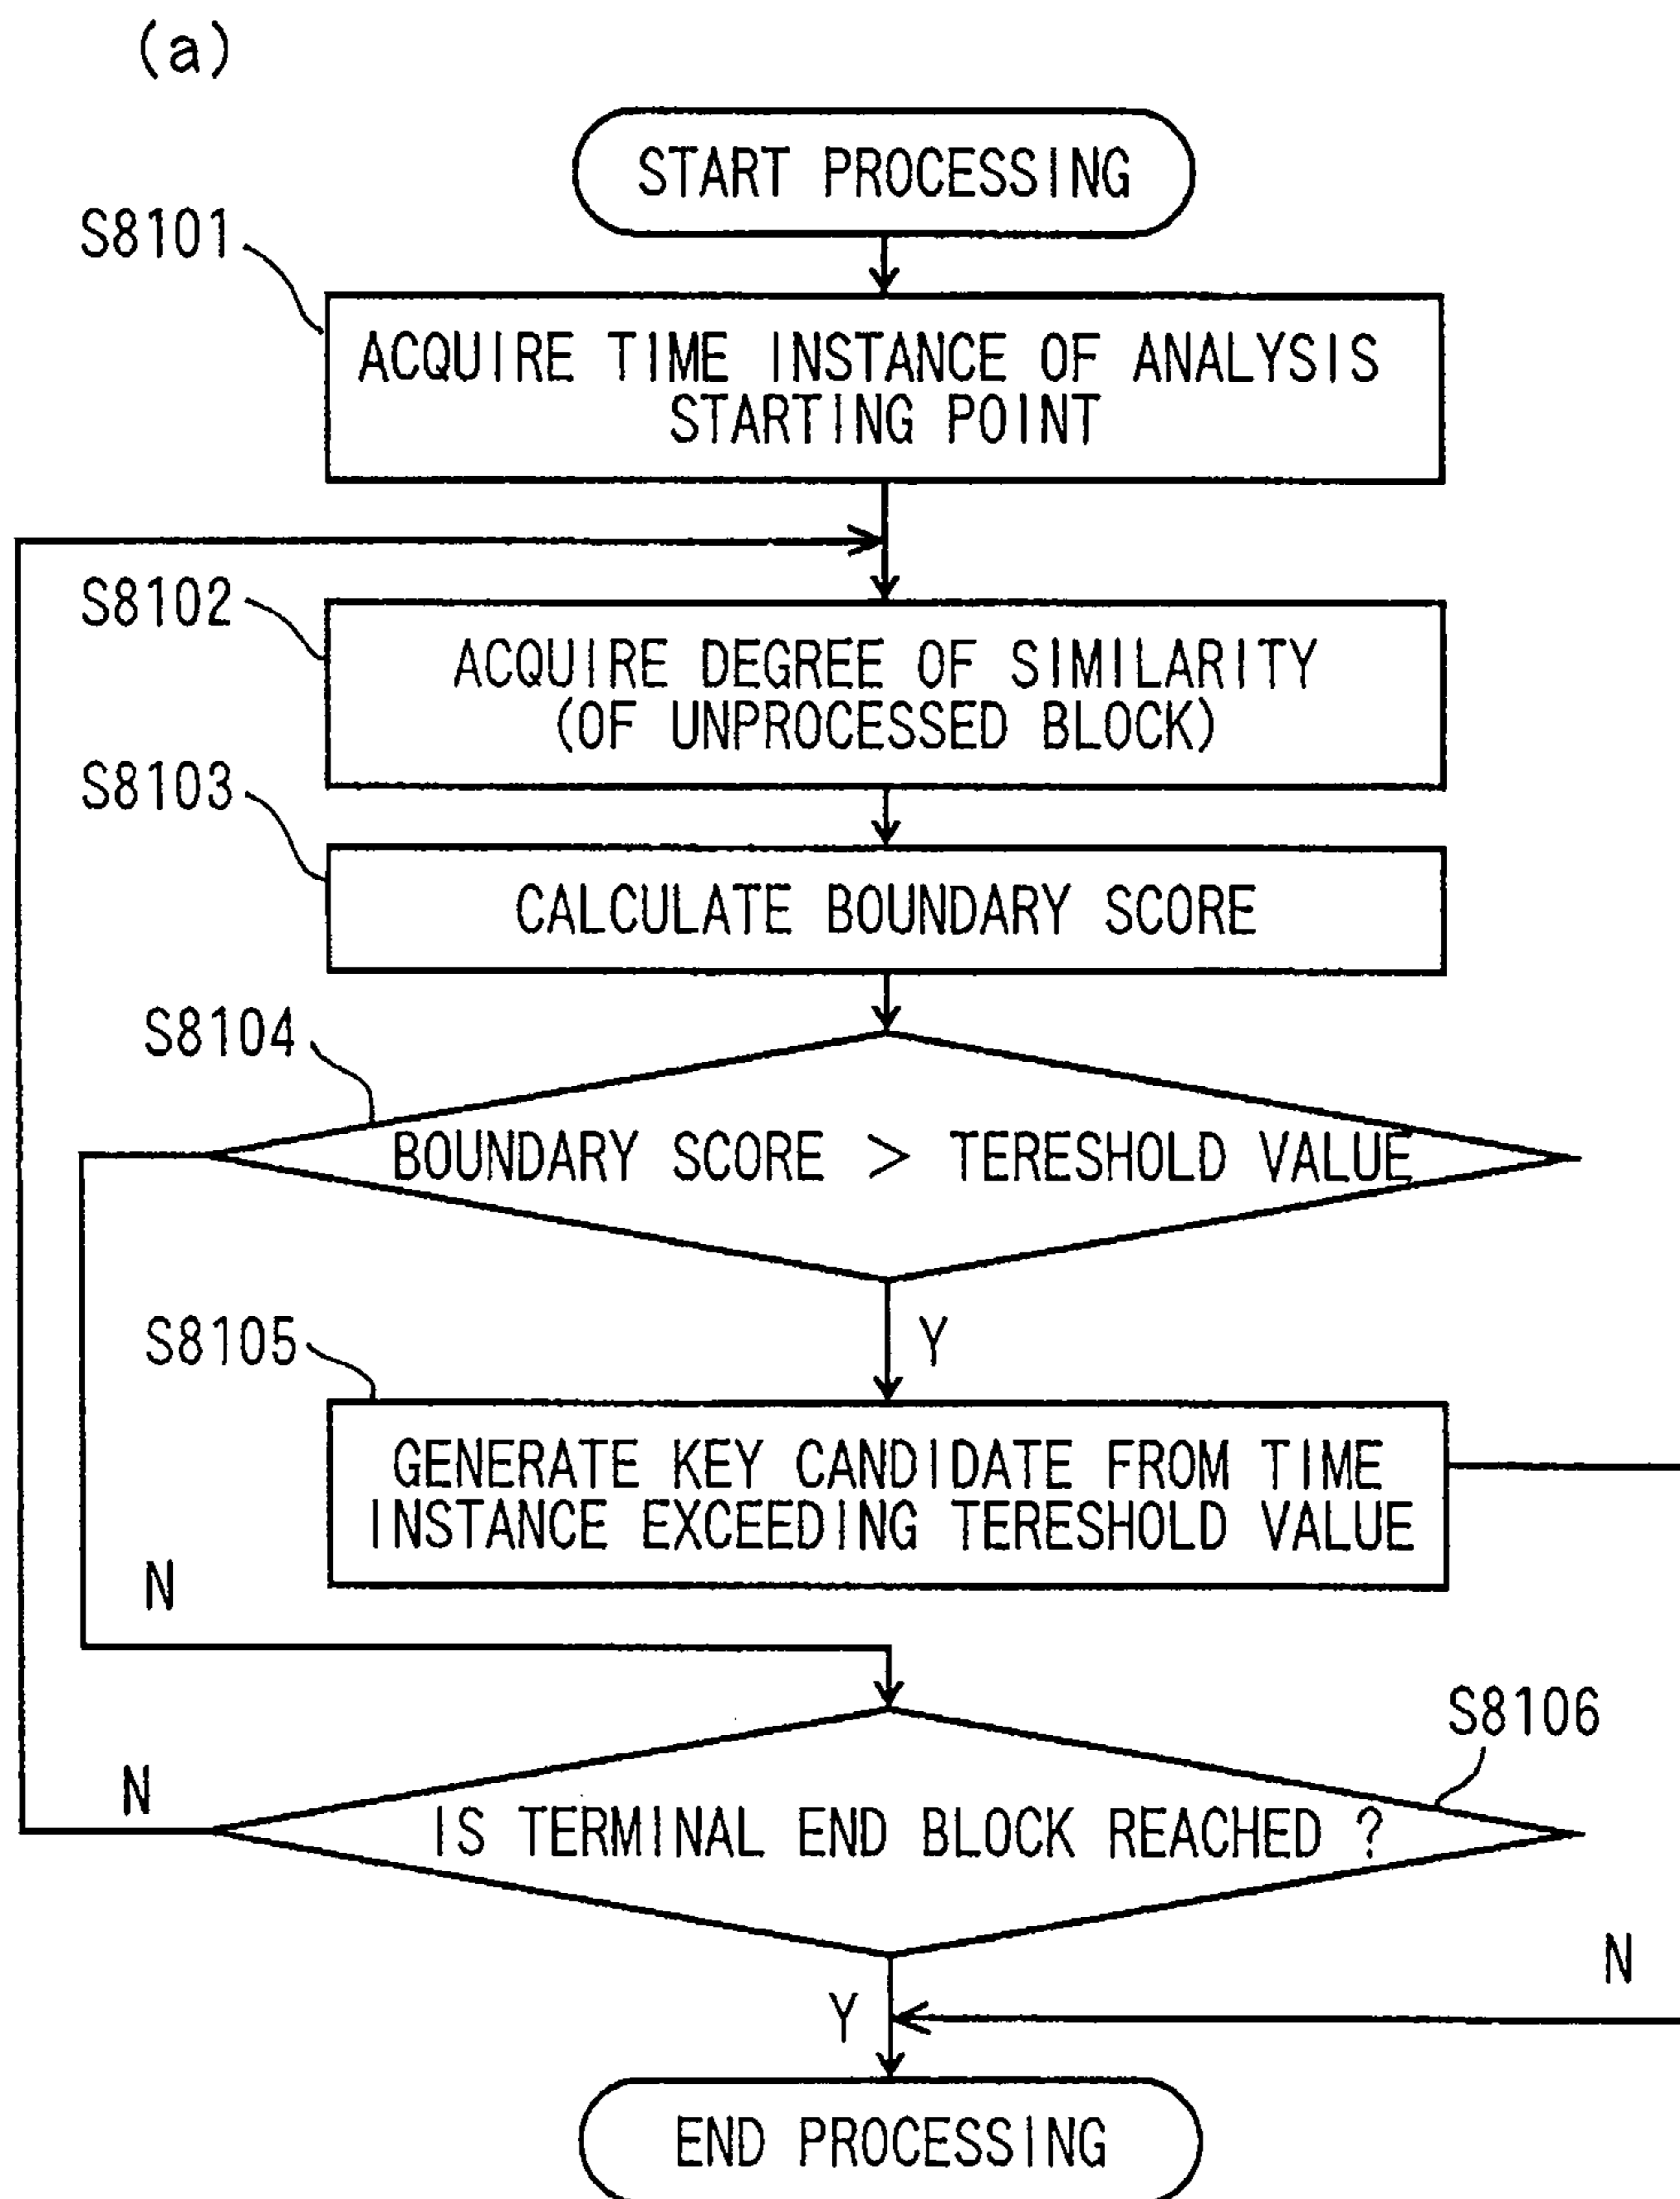 (a)
START PROCESSING
S8101
ACQUIRE TIME INSTANCE OF ANALYSIS
STARTING POINT
S8102
ACQUIRE DEGREE OF SIMILARITY
(OF UNPROCESSED BLOCK)
S8103
CALCULATE BOUNDARY SCORE
S8104
BOUNDARY SCORE > TERESHOLD VALUE
Y
S8105
GENERATE KEY CANDIDATE FROM TIME
INSTANCE EXCEEDING TERESHOLD VALUE
N
S8106
N
IS TERMINAL END BLOCK REACHED ?
N
Y
END PROCESSING